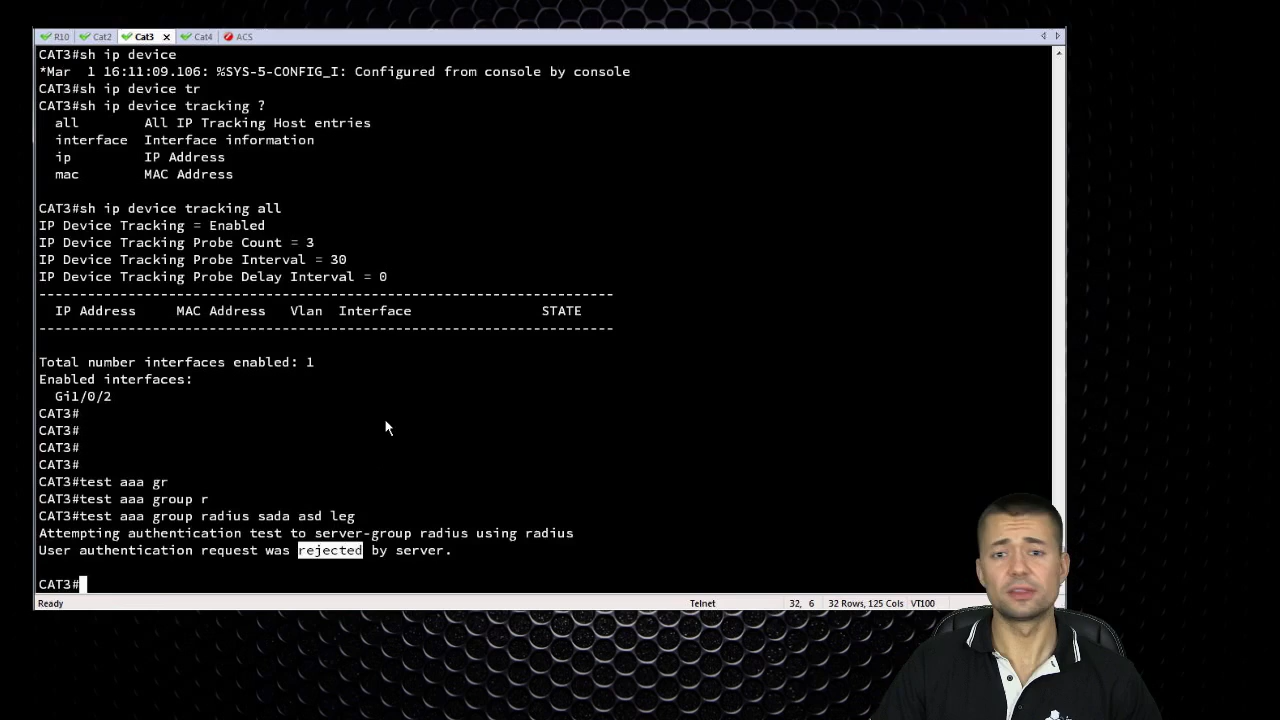 R10 Cat2 Cat3 x Cat4 ACS
CAT3#sh ip device
*Mar  1 16:11:09.106: %SYS-5-CONFIG_I: Configured from console by console
CAT3#sh ip device tr
CAT3#sh ip device tracking ?
  all        All IP Tracking Host entries
  interface  Interface information
  ip         IP Address
  mac        MAC Address
CAT3#sh ip device tracking all
IP Device Tracking = Enabled
IP Device Tracking Probe Count = 3
IP Device Tracking Probe Interval = 30
IP Device Tracking Probe Delay Interval = 0
-----------------------------------------------------------------------
  IP Address     MAC Address   Vlan  Interface                STATE
-----------------------------------------------------------------------
Total number interfaces enabled: 1
Enabled interfaces:
  Gi1/0/2
CAT3#
CAT3#
CAT3#
CAT3#
CAT3#test aaa gr
CAT3#test aaa group r
CAT3#test aaa group radius sada asd leg
Attempting authentication test to server-group radius using radius
User authentication request was rejected by server.
CAT3#
Ready Telnet 32, 6 32 Rows, 125 Cols VT100